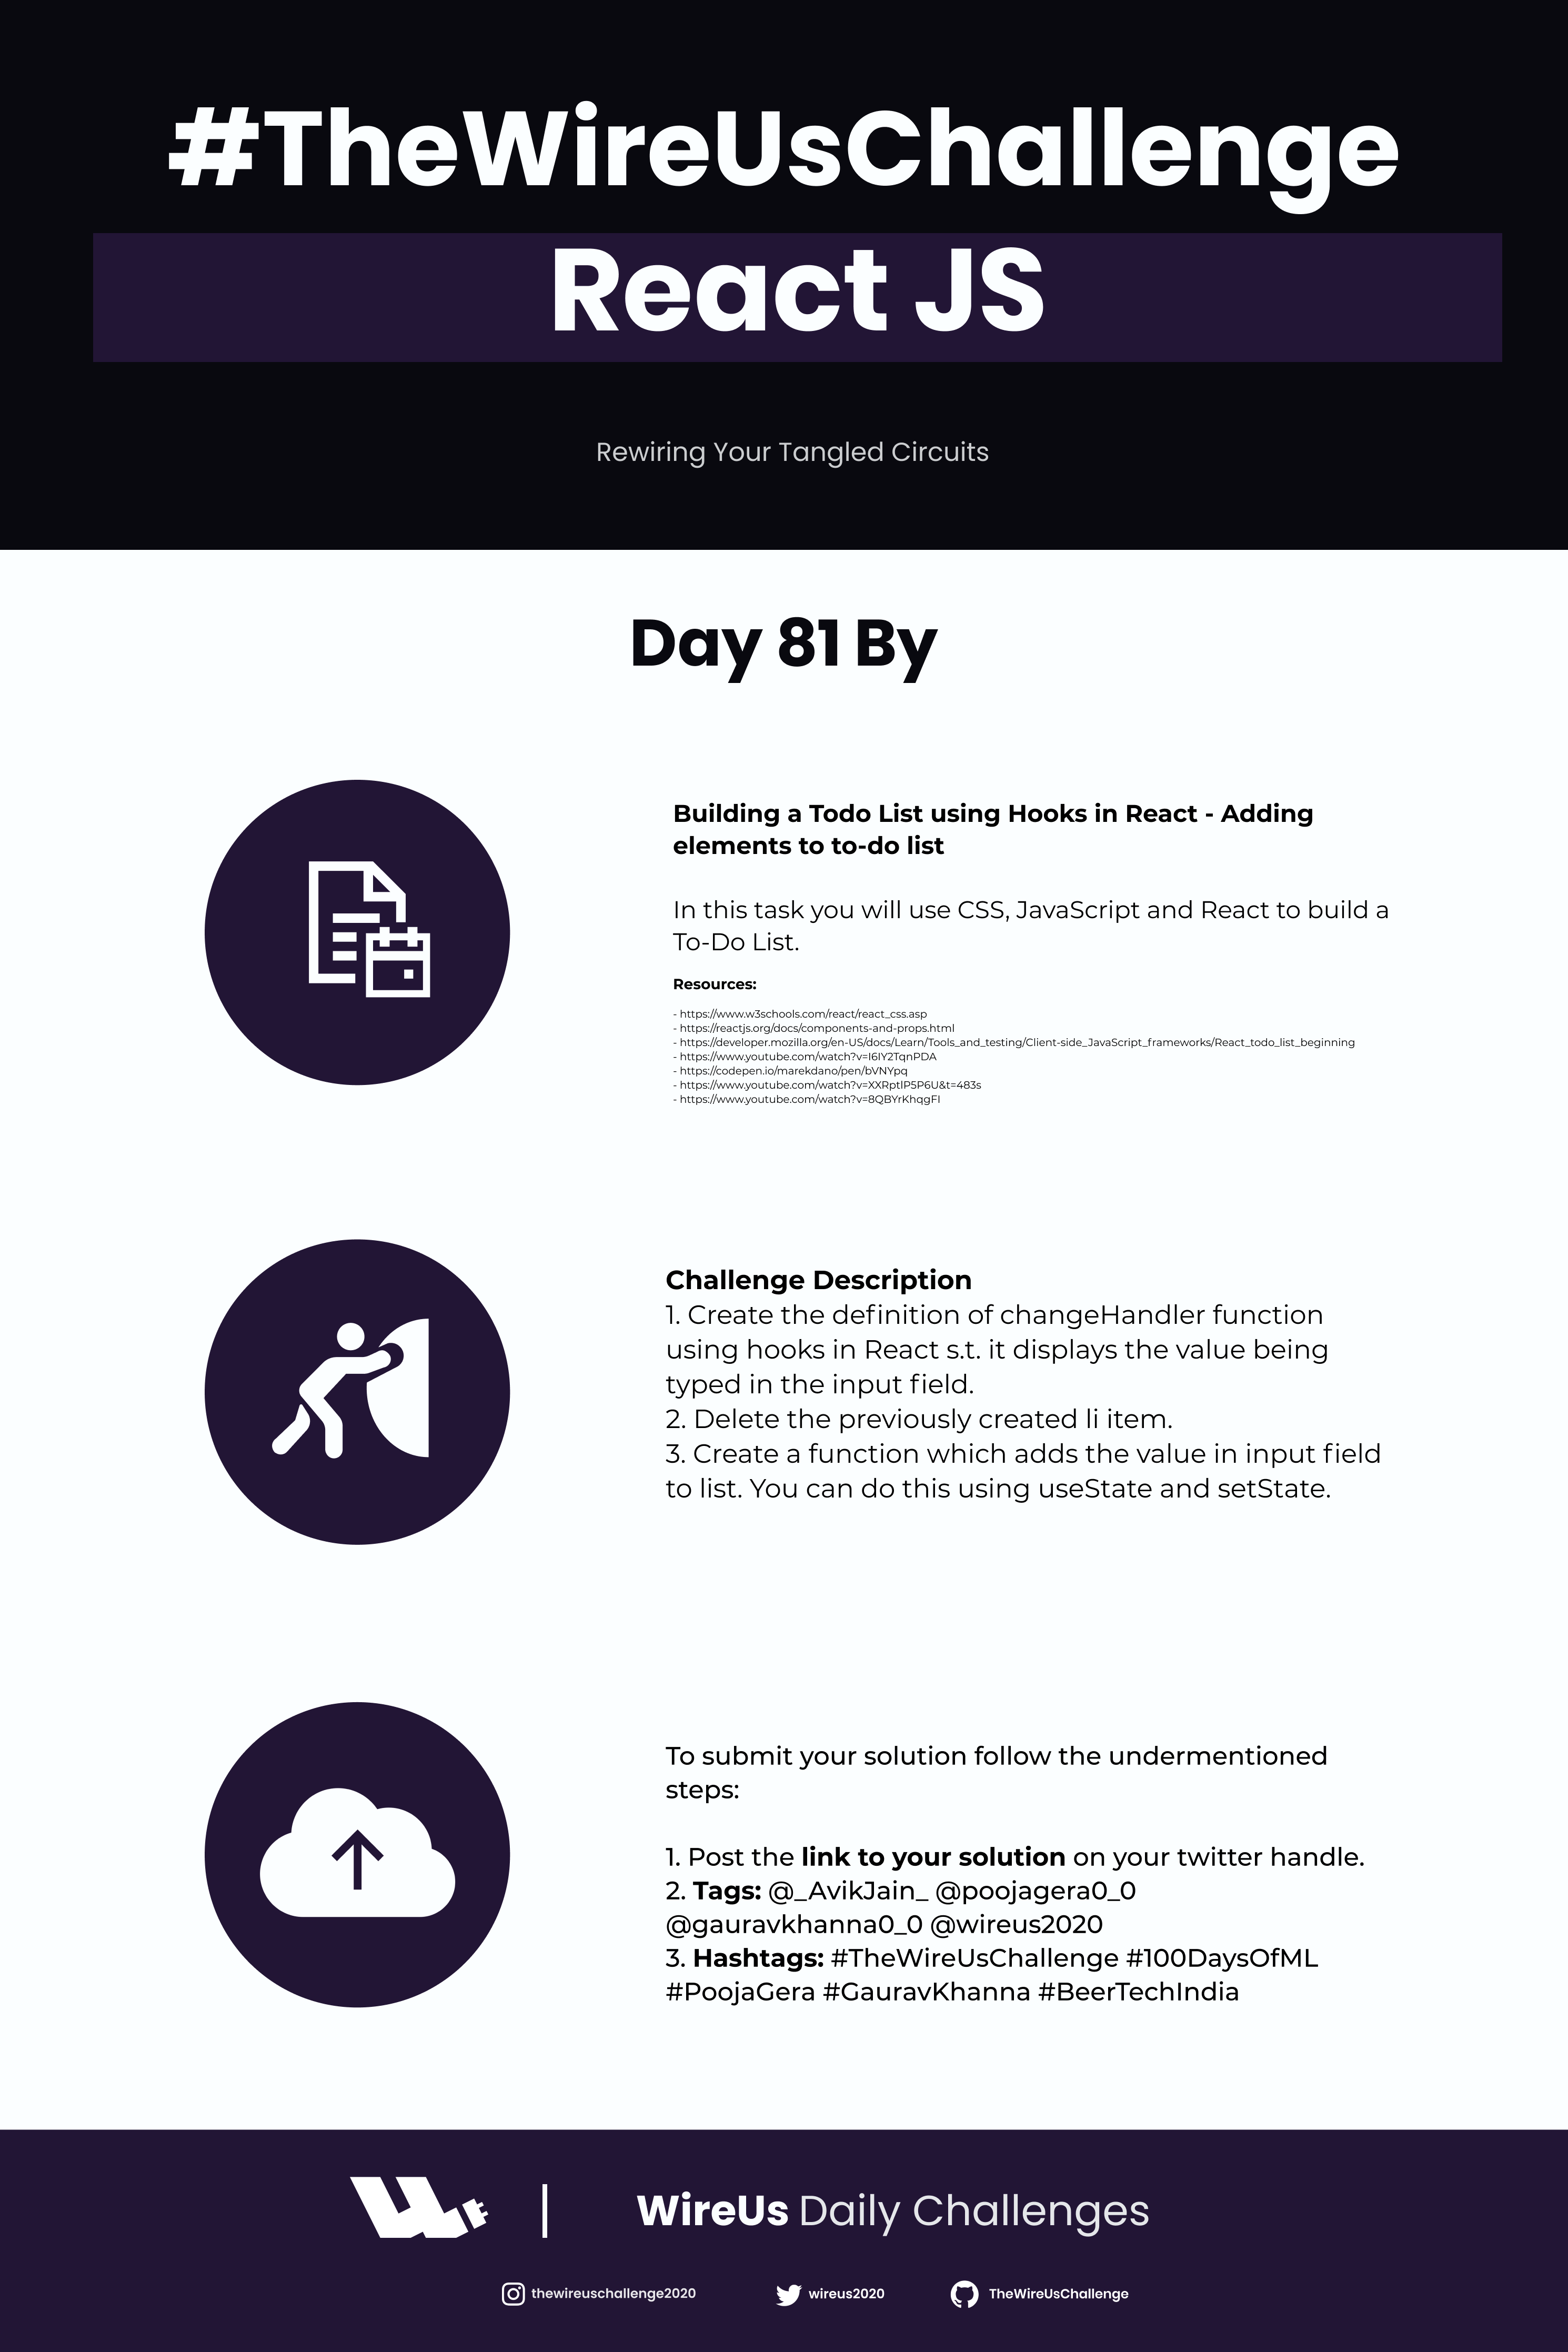 #TheWireUsChallenge
React JS
Rewiring Your Tangled Circuits
Day 81 By
Building a Todo List using Hooks in React - Adding
elements to to-do list
In this task you will use CSS, JavaScript and React to build a
To-Do List.
Resources:
- https://www.w3schools.com/react/react_css.asp
- https://reactjs.org/docs/components-and-props.html
- https://developer.mozilla.org/en-US/docs/Learn/Tools_and_testing/Client-side_JavaScript_frameworks/React_todo_list_beginning
- https://www.youtube.com/watch?v=I6IY2TqnPDA
- https://codepen.io/marekdano/pen/bVNYpq
- https://www.youtube.com/watch?v=XXRptlP5P6U&t=483s
- https://www.youtube.com/watch?v=8QBYrKhqgFI
Challenge Description
1. Create the definition of changeHandler function
using hooks in React s.t. it displays the value being
typed in the input field.
2. Delete the previously created li item.
3. Create a function which adds the value in input field
to list. You can do this using useState and setState.
To submit your solution follow the undermentioned
steps:
1. Post the link to your solution on your twitter handle.
2. Tags: @_AvikJain_ @poojagera0_0
@gauravkhanna0_0 @wireus2020
3. Hashtags: #TheWireUsChallenge #100DaysOfML
#PoojaGera #GauravKhanna #BeerTechIndia
WireUs Daily Challenges
thewireuschallenge2020 wireus2020 TheWireUsChallenge